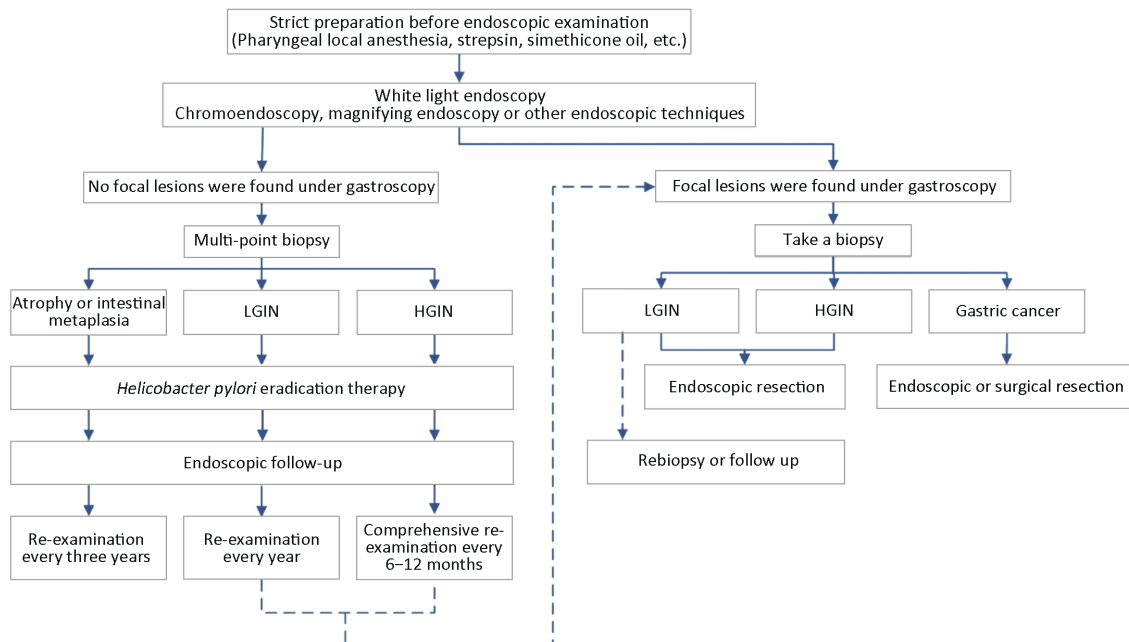 Strict preparation before endoscopic examination
(Pharyngeal local anesthesia, strepsin, simethicone oil, etc.)
White light endoscopy
Chromoendoscopy, magnifying endoscopy or other endoscopic techniques
No focal lesions were found under gastroscopy
Focal lesions were found under gastroscopy
Multi-point biopsy
Take a biopsy
Atrophy or intestinal
metaplasia
LGIN
HGIN
LGIN
HGIN
Gastric cancer
Helicobacter pylori eradication therapy
Endoscopic resection
Endoscopic or surgical resection
Endoscopic follow-up
Rebiopsy or follow up
Re-examination
every three years
Re-examination
every year
Comprehensive re-
examination every
6–12 months